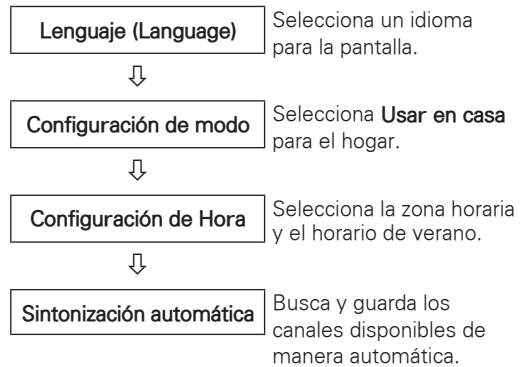 Lenguaje (Language)
Selecciona un idioma
para la pantalla.
Configuración de modo
Selecciona Usar en casa
para el hogar.
Configuración de Hora
Selecciona la zona horaria
y el horario de verano.
Sintonización automática
Busca y guarda los
canales disponibles de
manera automática.